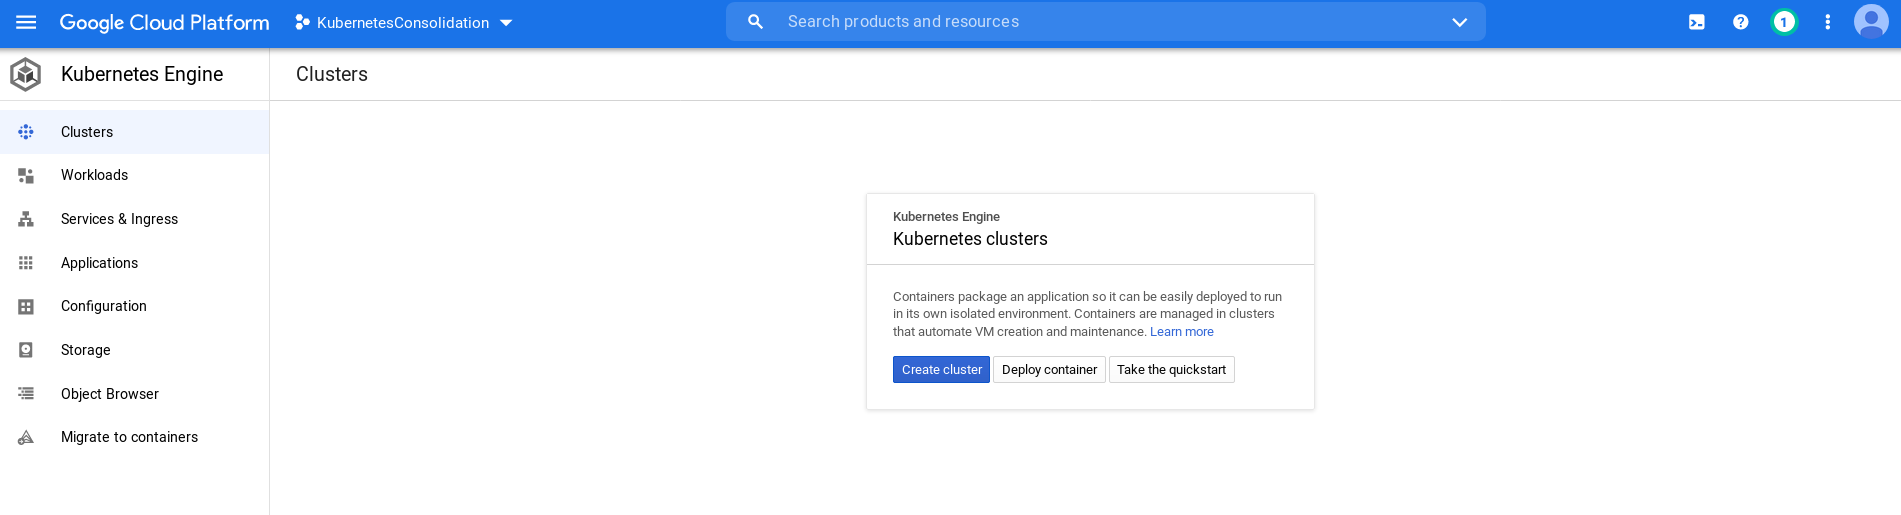 Google Cloud Platform
KubernetesConsolidation
Search products and resources
?
1
Kubernetes Engine
Clusters
Clusters
Workloads
Services & Ingress
Applications
Configuration
Storage
Object Browser
Migrate to containers
Kubernetes Engine
Kubernetes clusters
Containers package an application so it can be easily deployed to run
in its own isolated environment. Containers are managed in clusters
that automate VM creation and maintenance. Learn more
Create cluster
Deploy container
Take the quickstart